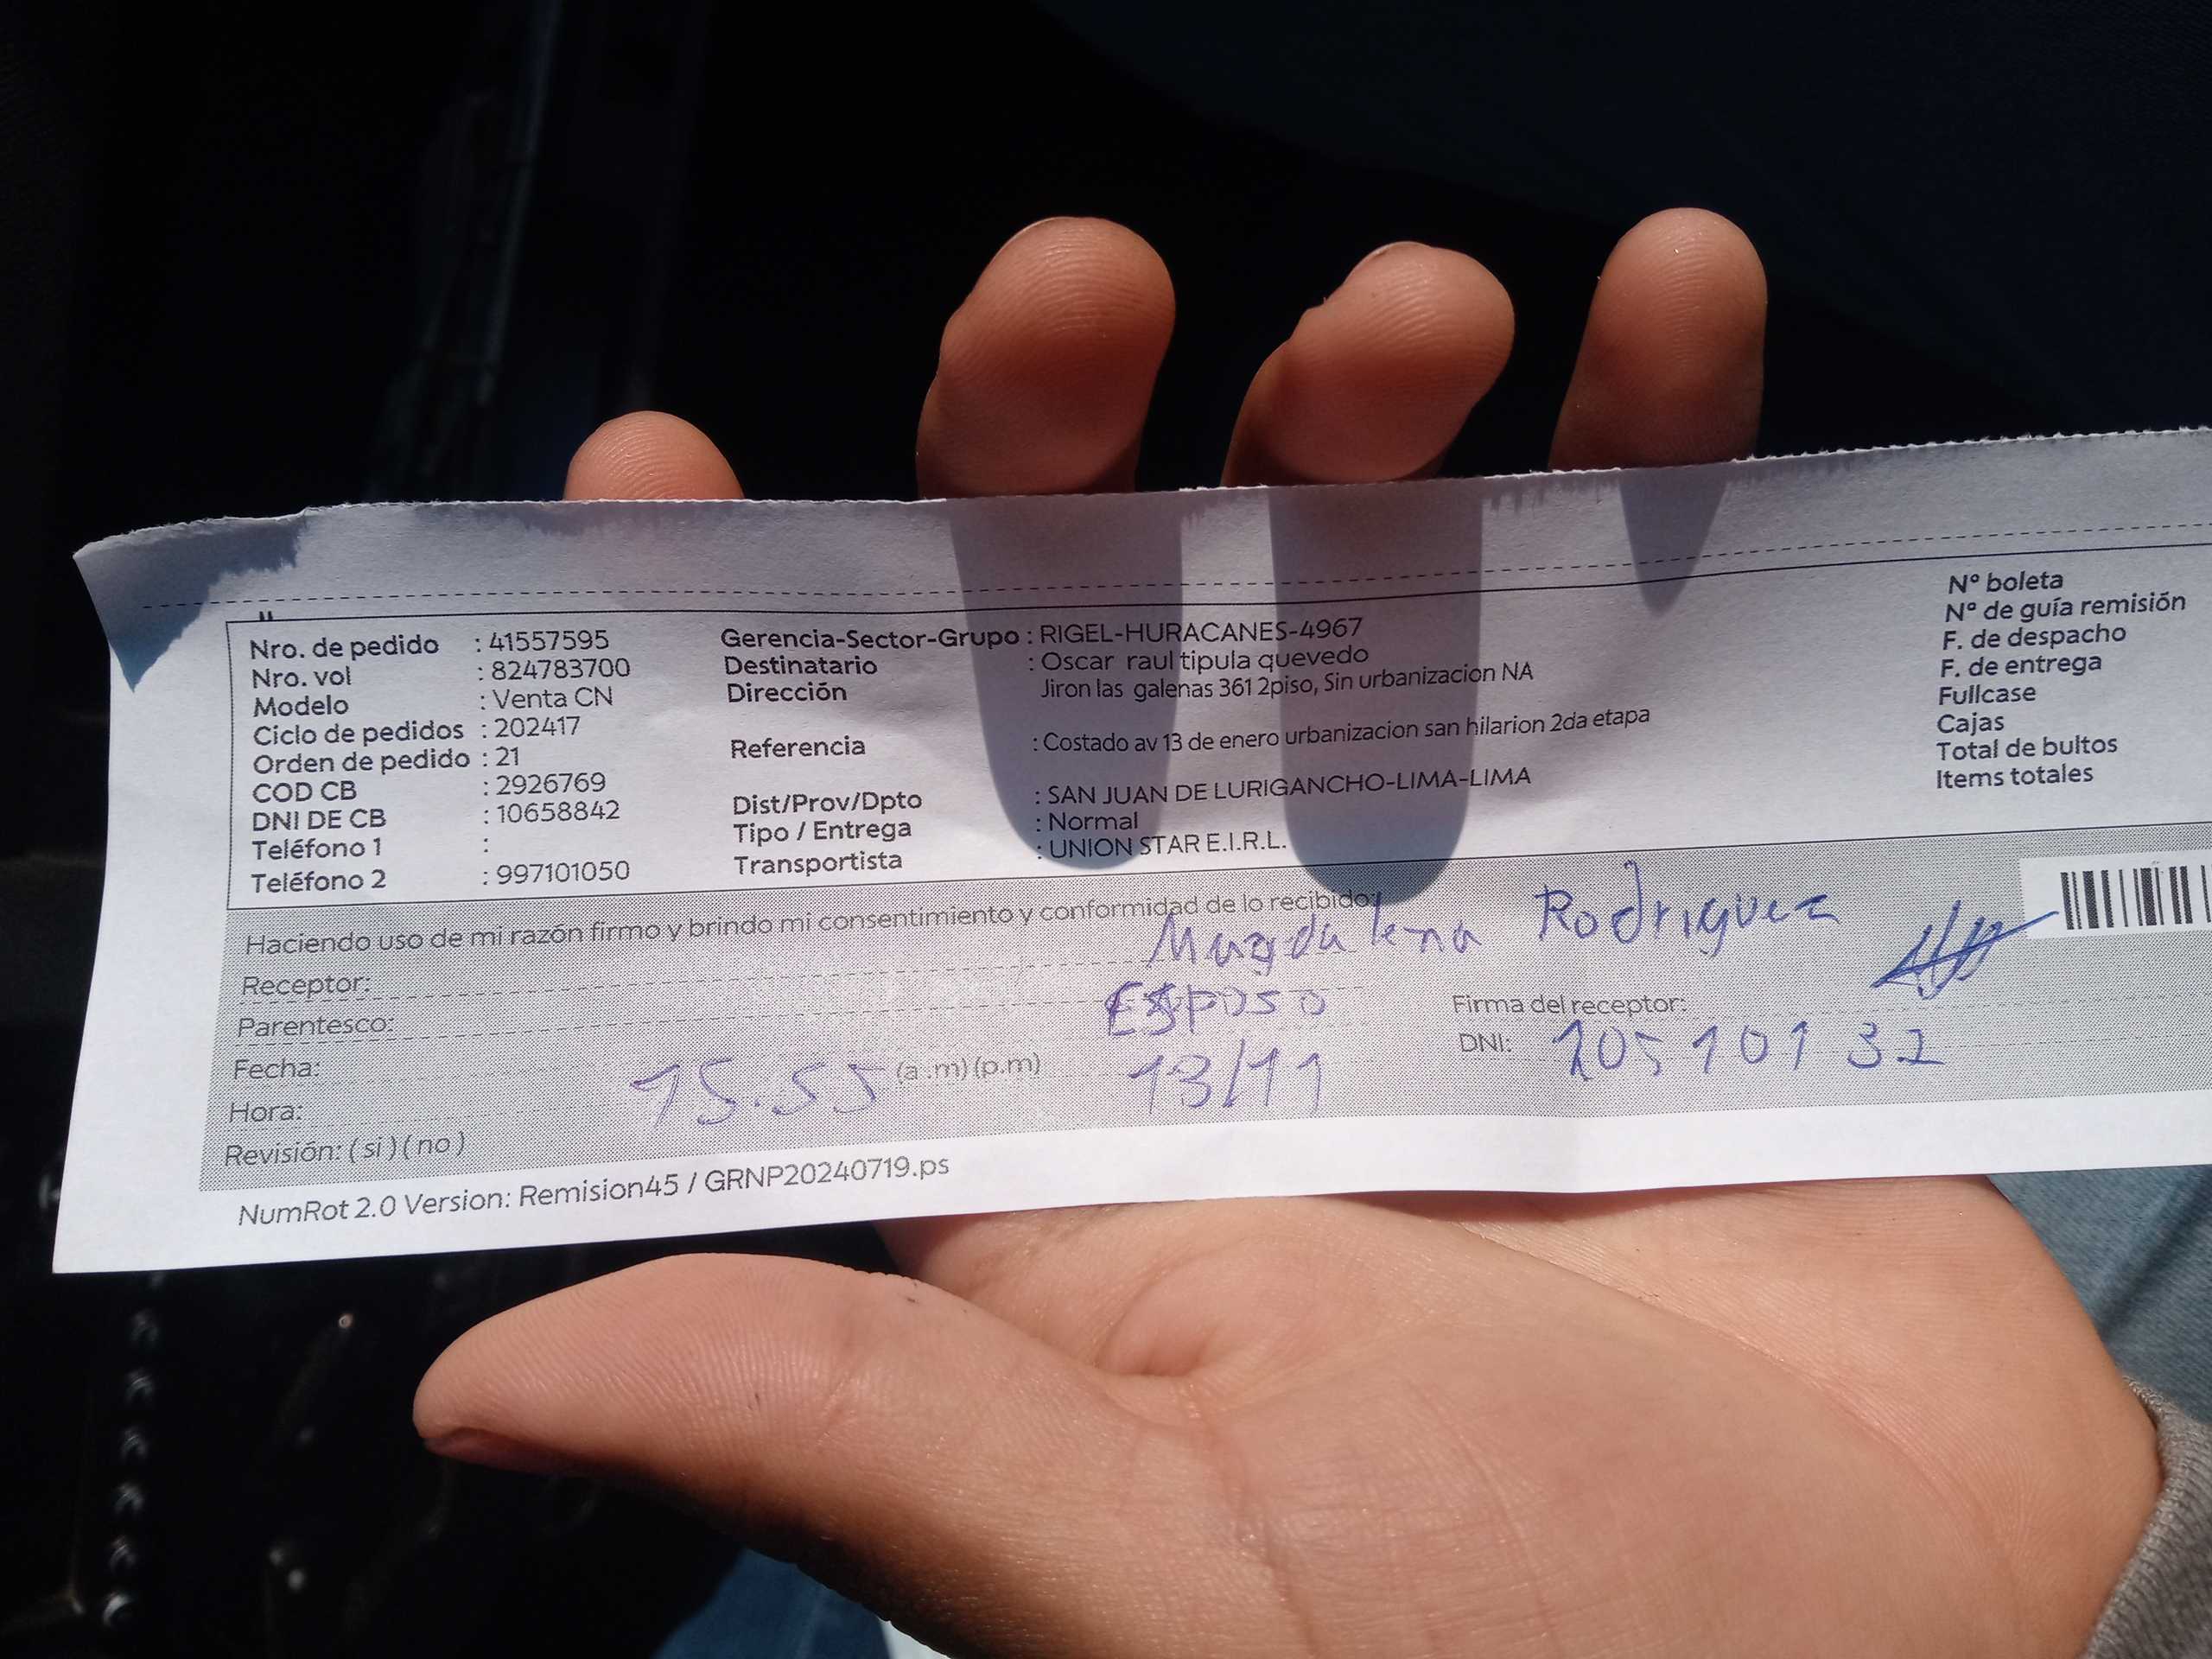 Nro. de pedido : 41557595
Nro. vol : 824783700
Modelo : Venta CN
Ciclo de pedidos : 202417
Orden de pedido : 21
COD CB : 2926769
DNI DE CB : 10658842
Teléfono 1 :
Teléfono 2 : 997101050
Gerencia-Sector-Grupo : RIGEL-HURACANES-4967
Destinatario : Oscar raul tipula quevedo
Dirección Jiron las galenas 361 2piso, Sin urbanizacion NA
Referencia : Costado av 13 de enero urbanizacion san hilarion 2da etapa
Dist/Prov/Dpto : SAN JUAN DE LURIGANCHO-LIMA-LIMA
Tipo / Entrega : Normal
Transportista : UNION STAR E.I.R.L.
Nº boleta
Nº de guía remisión
F. de despacho
F. de entrega
Fullcase
Cajas
Total de bultos
Items totales
Haciendo uso de mi razón firmo y brindo mi consentimiento y conformidad de lo recibido:
Receptor: Magdalena Rodriguez
Parentesco: Esposo
Firma del receptor:
Fecha: 13/11
DNI: 10510132
Hora: 15.55 (a .m) (p.m)
Revisión: ( si ) ( no )
NumRot 2.0 Version: Remision45 / GRNP20240719.ps